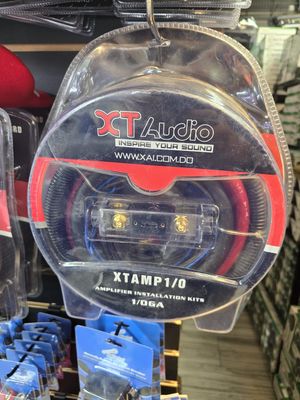 XT Audio
INSPIRE YOUR SOUND
WWW.XAI.COM.DO
XTAMP1/0
AMPLIFIER INSTALLATION KITS
1/0GA